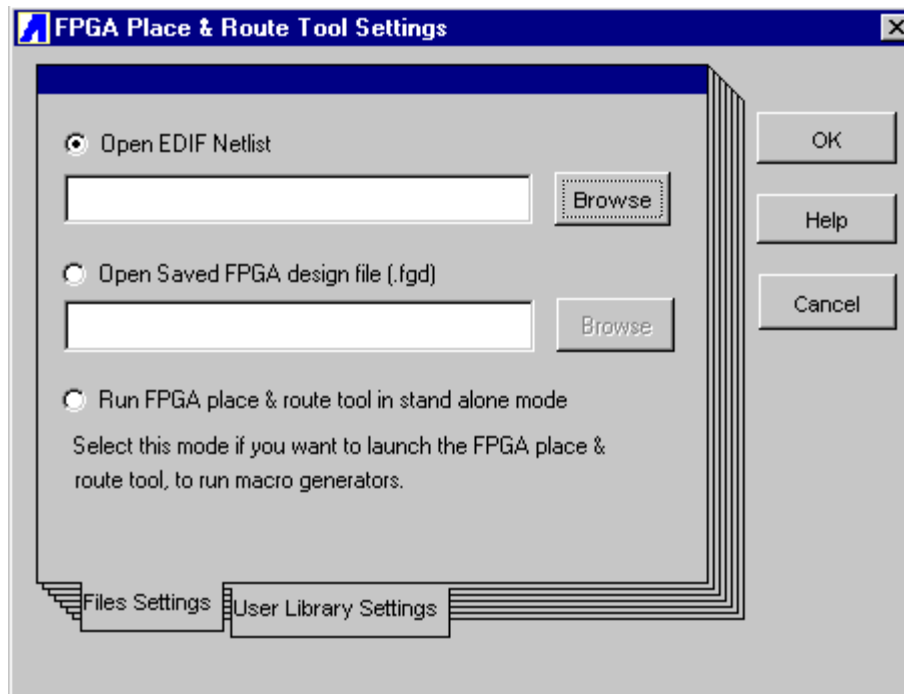 FPGA Place & Route Tool Settings
Open EDIF Netlist
Browse
Open Saved FPGA design file (.fgd)
Browse
Run FPGA place & route tool in stand alone mode
Select this mode if you want to launch the FPGA place &
route tool, to run macro generators.
OK
Help
Cancel
Files Settings
User Library Settings